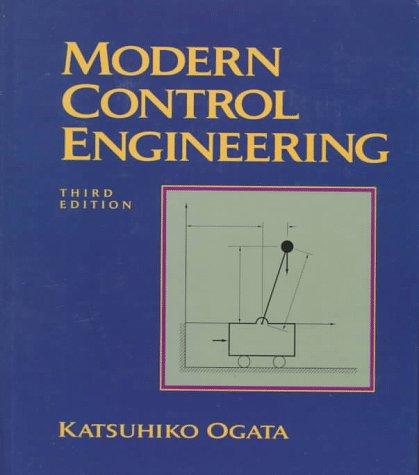 MODERN
CONTROL
ENGINEERING
THIRD
EDITION
KATSUHIKO OGATA